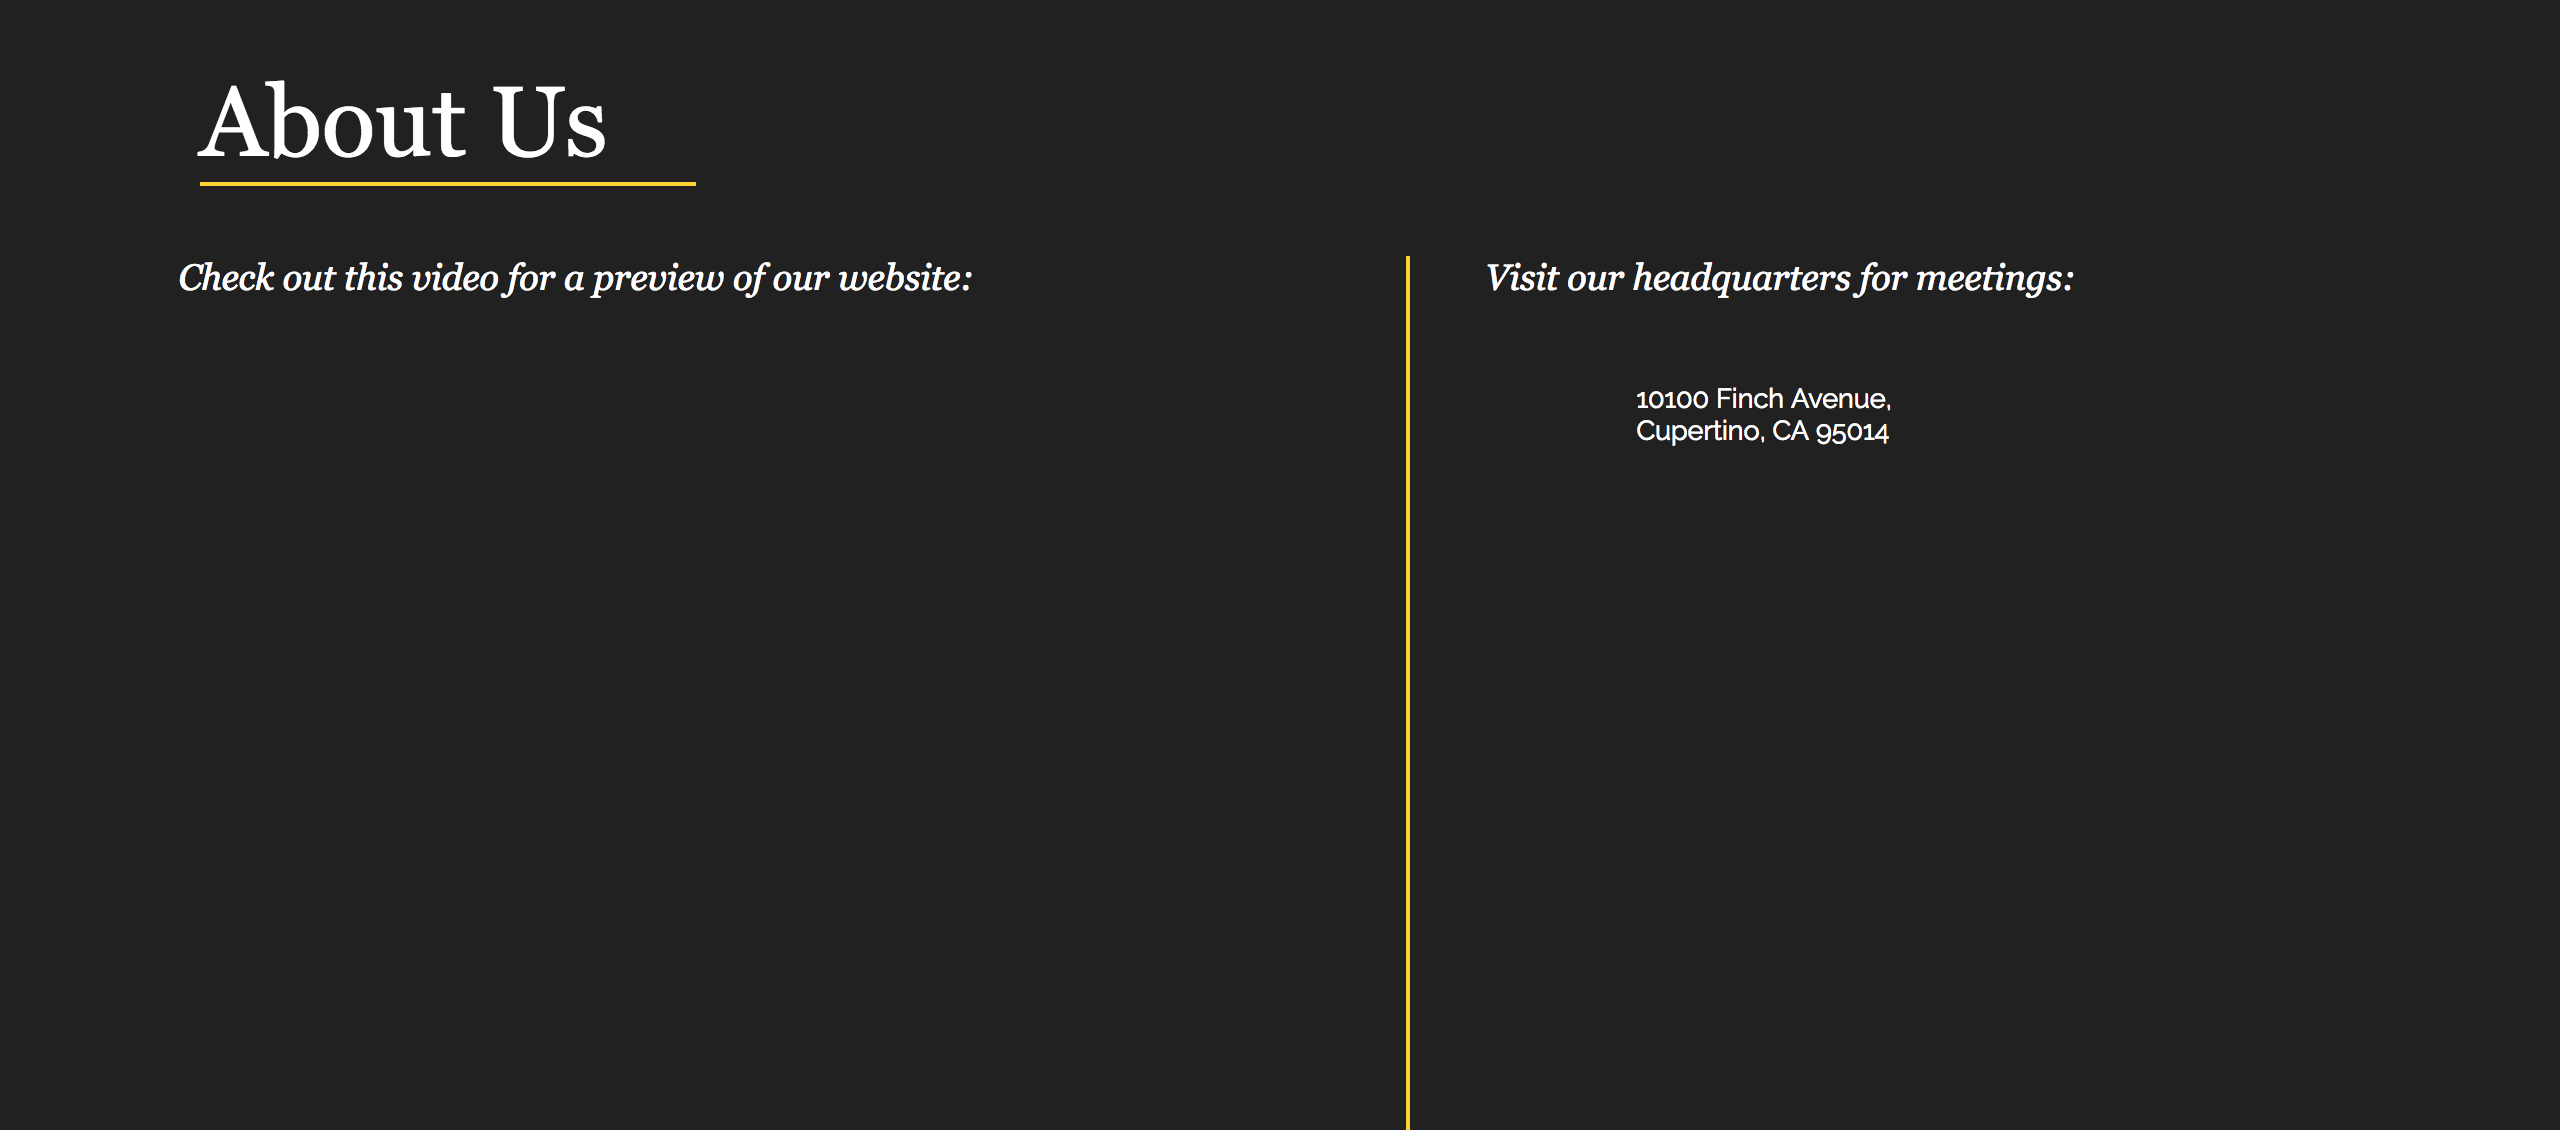 About Us
Check out this video for a preview of our website:
Visit our headquarters for meetings:
10100 Finch Avenue,
Cupertino, CA 95014